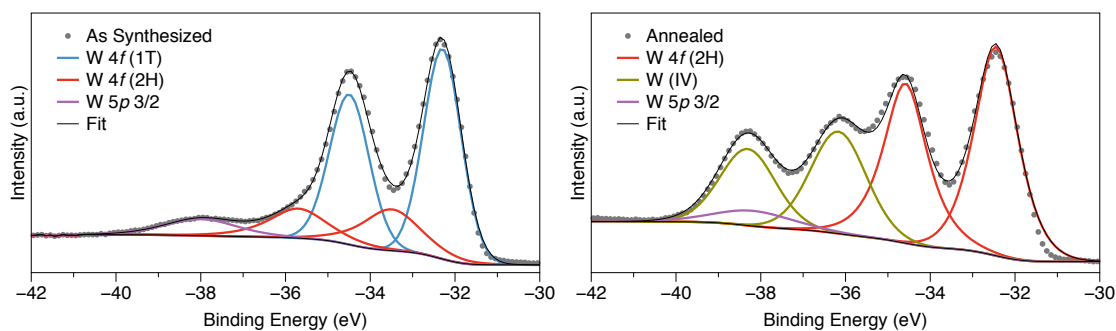 As Synthesized
W 4f (1T)
W 4f (2H)
W 5p 3/2
Fit
Intensity (a.u.)
−42 −40 −38 −36 −34 −32 −30
Binding Energy (eV)
Annealed
W 4f (2H)
W (IV)
W 5p 3/2
Fit
Intensity (a.u.)
−42 −40 −38 −36 −34 −32 −30
Binding Energy (eV)